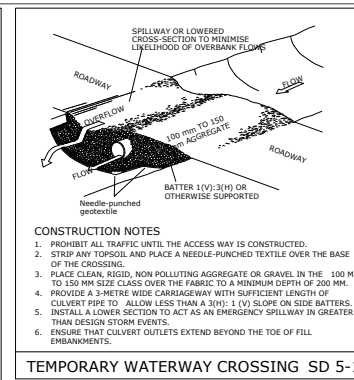 SPILLWAY OR LOWERED
CROSS-SECTION TO MINIMISE
LIKELIHOOD OF OVERBANK FLOWS
ROADWAY
FLOW
OVERFLOW
100 mm TO 150
mm AGGREGATE
ROADWAY
FLOW
BATTER 1(V):3(H) OR
OTHERWISE SUPPORTED
Needle-punched
geotextile
CONSTRUCTION NOTES
1. PROHIBIT ALL TRAFFIC UNTIL THE ACCESS WAY IS CONSTRUCTED.
2. STRIP ANY TOPSOIL AND PLACE A NEEDLE-PUNCHED TEXTILE OVER THE BASE
OF THE CROSSING.
3. PLACE CLEAN, RIGID, NON POLLUTING AGGREGATE OR GRAVEL IN THE 100 M
TO 150 MM SIZE CLASS OVER THE FABRIC TO A MINIMUM DEPTH OF 200 MM.
4. PROVIDE A 3-METRE WIDE CARRIAGEWAY WITH SUFFICIENT LENGTH OF
CULVERT PIPE TO ALLOW LESS THAN A 3(H): 1 (V) SLOPE ON SIDE BATTERS.
5. INSTALL A LOWER SECTION TO ACT AS AN EMERGENCY SPILLWAY IN GREATER
THAN DESIGN STORM EVENTS.
6. ENSURE THAT CULVERT OUTLETS EXTEND BEYOND THE TOE OF FILL
EMBANKMENTS.
TEMPORARY WATERWAY CROSSING SD 5-